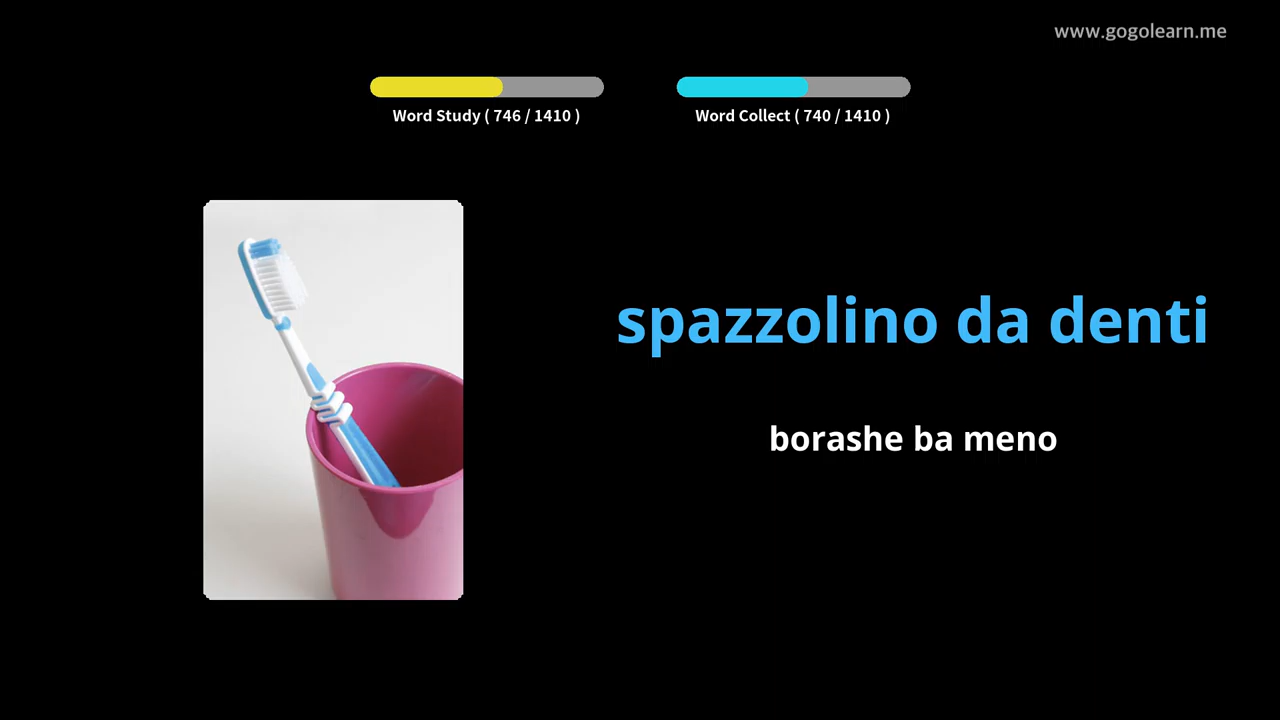 www.gogolearn.me
Word Study ( 746 / 1410 )
Word Collect ( 740 / 1410 )
spazzolino da denti
borashe ba meno